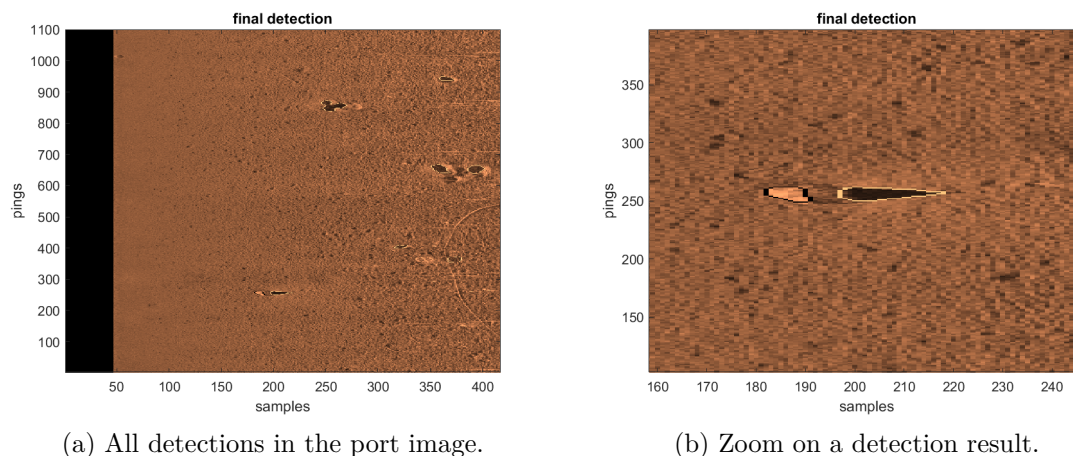 final detection
1100
1000
900
800
700
600
500
400
300
200
100
pings
50 100 150 200 250 300 350 400
samples
(a) All detections in the port image.
final detection
350
300
250
200
150
pings
160 170 180 190 200 210 220 230 240
samples
(b) Zoom on a detection result.